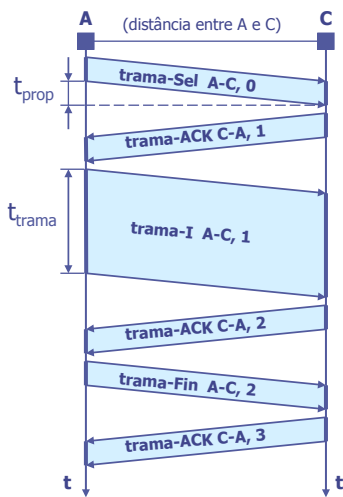 A
(distância entre A e C)
C
trama-Sel A-C, 0
tprop
trama-ACK C-A, 1
ttrama
trama-I A-C, 1
trama-ACK C-A, 2
trama-Fin A-C, 2
trama-ACK C-A, 3
t
t